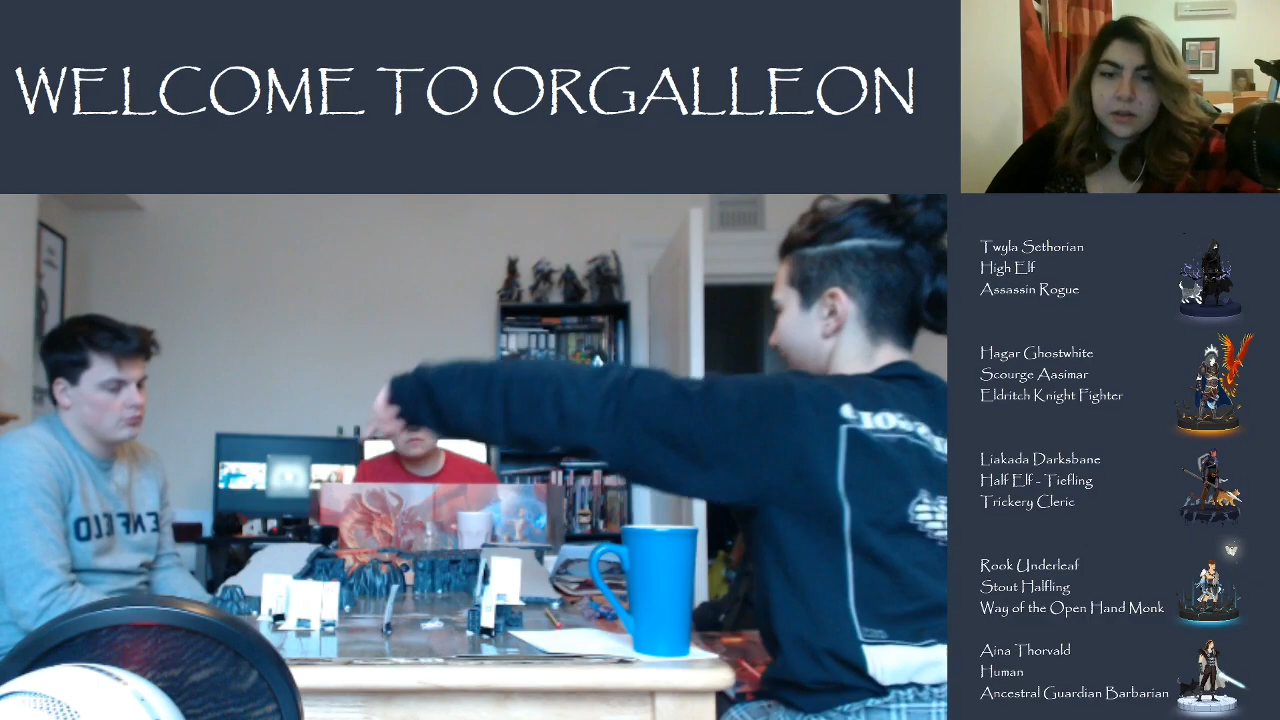 WELCOME TO ORGALLEON
Twyla Sethorian
High Elf
Assassin Rogue
Hagar Ghostwhite
Scourge Aasimar
Eldritch Knight Fighter
Liakada Darksbane
Half Elf - Tiefling
Trickery Cleric
Rook Underleaf
Stout Halfling
Way of the Open Hand Monk
Aina Thorvald
Human
Ancestral Guardian Barbarian
ENFIELD